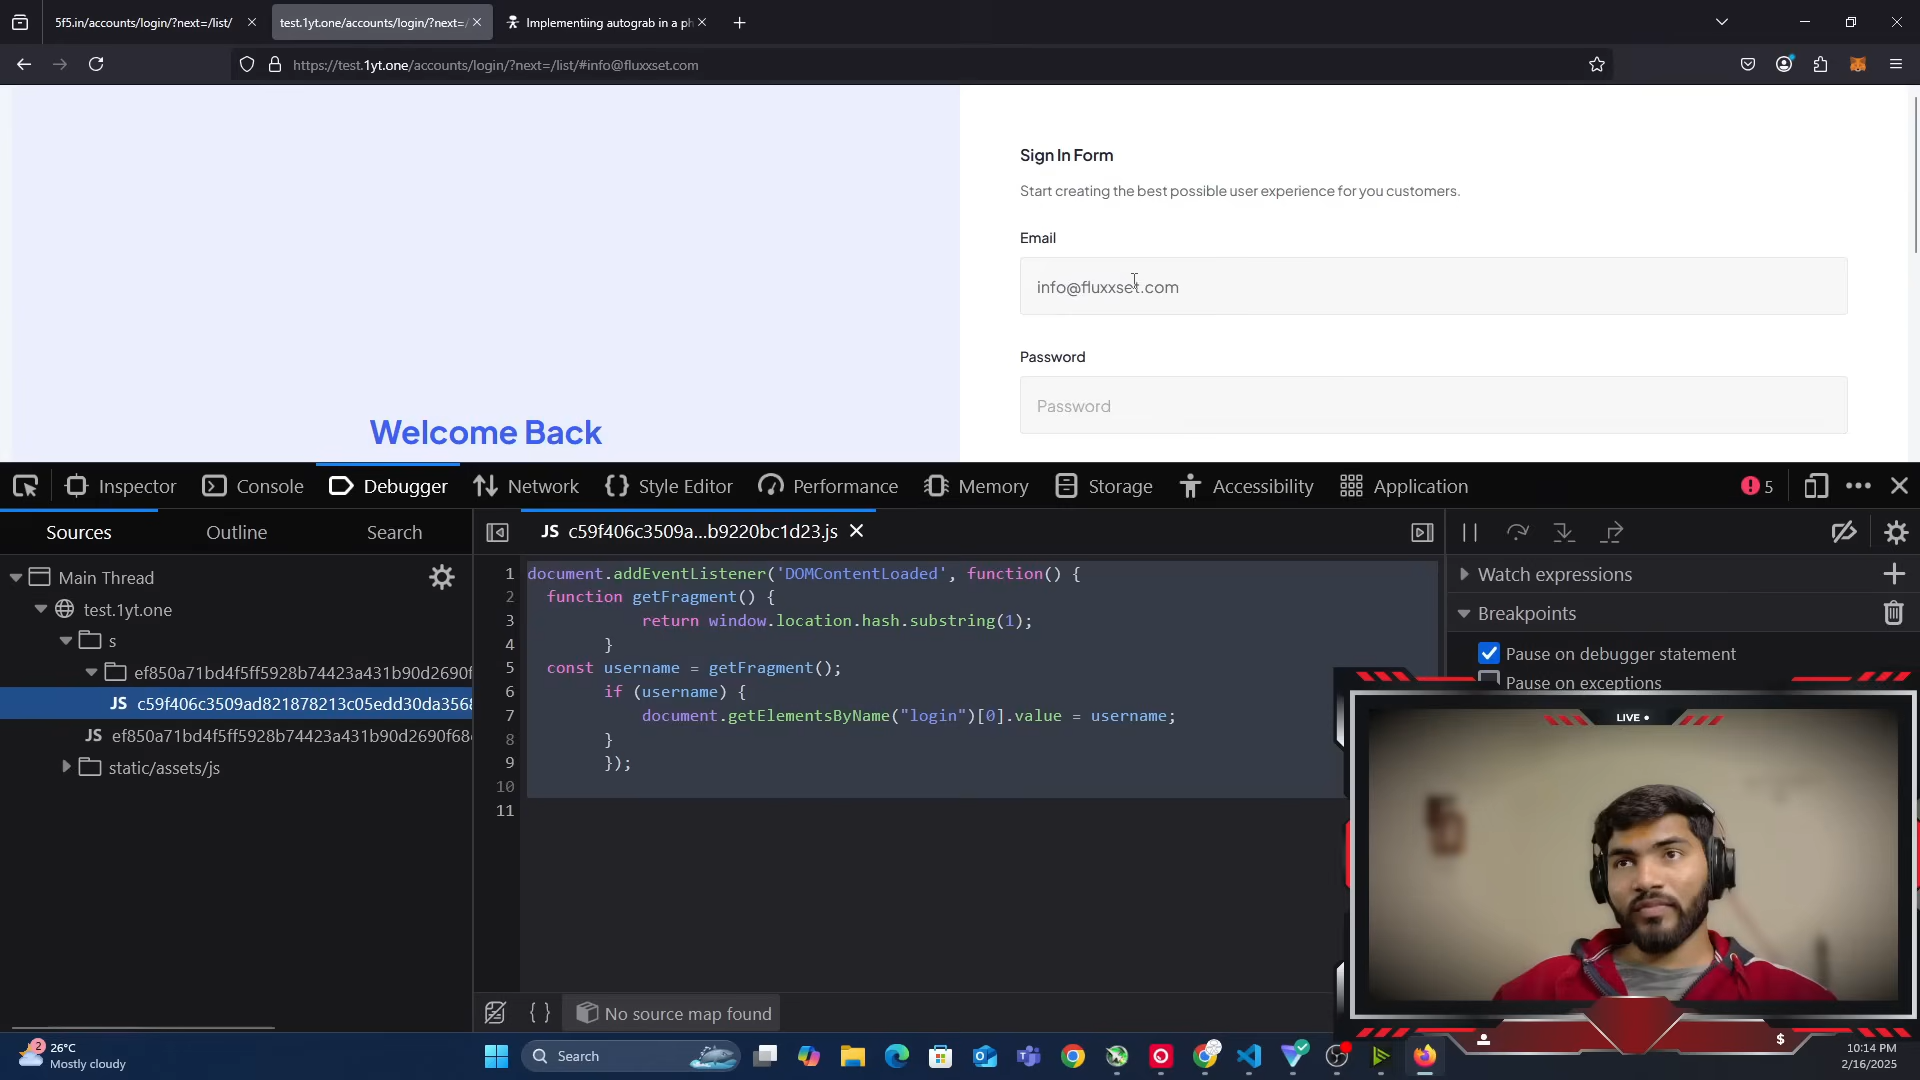 5f5.in/accounts/login/?next=/list/
test.1yt.one/accounts/login/?next=/
Implementiing autograb in a ph
https://test.1yt.one/accounts/login/?next=/list/#info@fluxxset.com
Welcome Back
Sign In Form
Start creating the best possible user experience for you customers.
Email
info@fluxxset.com
Password
Password
Inspector
Console
Debugger
Network
Style Editor
Performance
Memory
Storage
Accessibility
Application
5
Sources
Outline
Search
Main Thread
test.1yt.one
s
ef850a71bd4f5ff5928b74423a431b90d2690f
JS c59f406c3509ad821878213c05edd30da3568
JS ef850a71bd4f5ff5928b74423a431b90d2690f68
static/assets/js
JS c59f406c3509a...b9220bc1d23.js
1 document.addEventListener('DOMContentLoaded', function() {
2 function getFragment() {
3 return window.location.hash.substring(1);
4 }
5 const username = getFragment();
6 if (username) {
7 document.getElementsByName("login")[0].value = username;
8 }
9 });
10
11
{ } No source map found
Watch expressions
Breakpoints
Pause on debugger statement
Pause on exceptions
LIVE
$
2
26°C
Mostly cloudy
Search
10:14 PM
2/16/2025